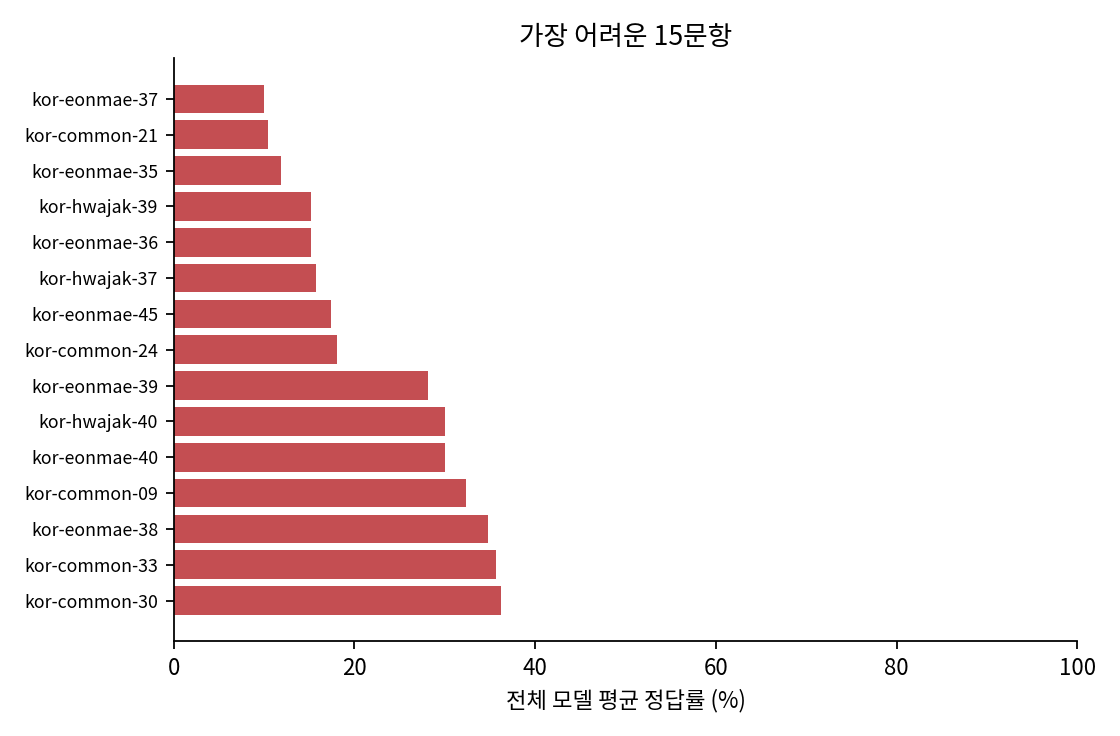 가장 어려운 15문항
kor-eonmae-37
kor-common-21
kor-eonmae-35
kor-hwajak-39
kor-eonmae-36
kor-hwajak-37
kor-eonmae-45
kor-common-24
kor-eonmae-39
kor-hwajak-40
kor-eonmae-40
kor-common-09
kor-eonmae-38
kor-common-33
kor-common-30
0 20 40 60 80 100
전체 모델 평균 정답률 (%)